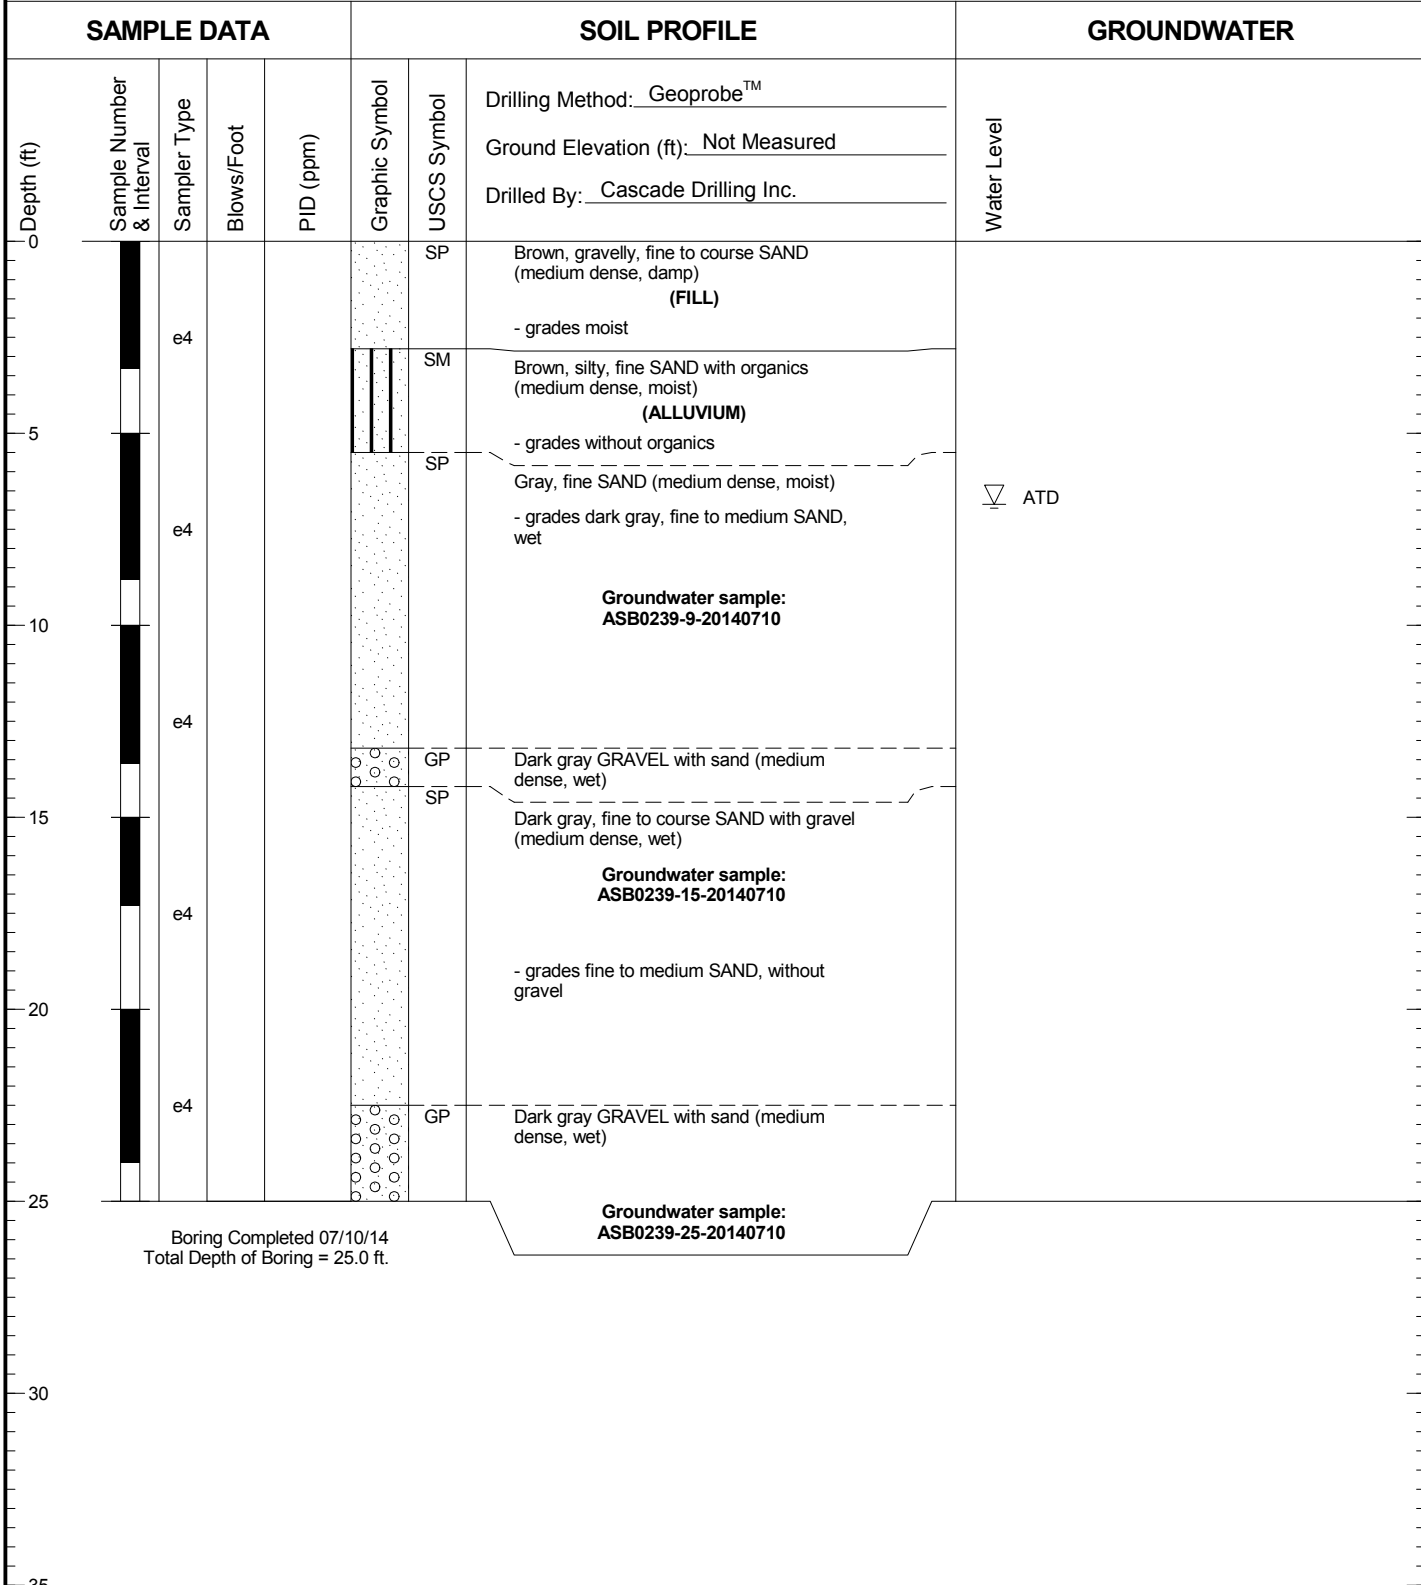 SAMPLE DATA
SOIL PROFILE
GROUNDWATER
Depth (ft)
Sample Number
& Interval
Sampler Type
Blows/Foot
PID (ppm)
Graphic Symbol
USCS Symbol
Drilling Method: Geoprobe™
Ground Elevation (ft): Not Measured
Drilled By: Cascade Drilling Inc.
Water Level
0
SP
Brown, gravelly, fine to course SAND
(medium dense, damp)
(FILL)
- grades moist
e4
SM
Brown, silty, fine SAND with organics
(medium dense, moist)
(ALLUVIUM)
5
- grades without organics
SP
Gray, fine SAND (medium dense, moist)
ATD
- grades dark gray, fine to medium SAND,
wet
e4
Groundwater sample:
ASB0239-9-20140710
10
e4
GP
Dark gray GRAVEL with sand (medium
dense, wet)
SP
15
Dark gray, fine to course SAND with gravel
(medium dense, wet)
Groundwater sample:
ASB0239-15-20140710
e4
- grades fine to medium SAND, without
gravel
20
e4
GP
Dark gray GRAVEL with sand (medium
dense, wet)
25
Groundwater sample:
ASB0239-25-20140710
Boring Completed 07/10/14
Total Depth of Boring = 25.0 ft.
30
35